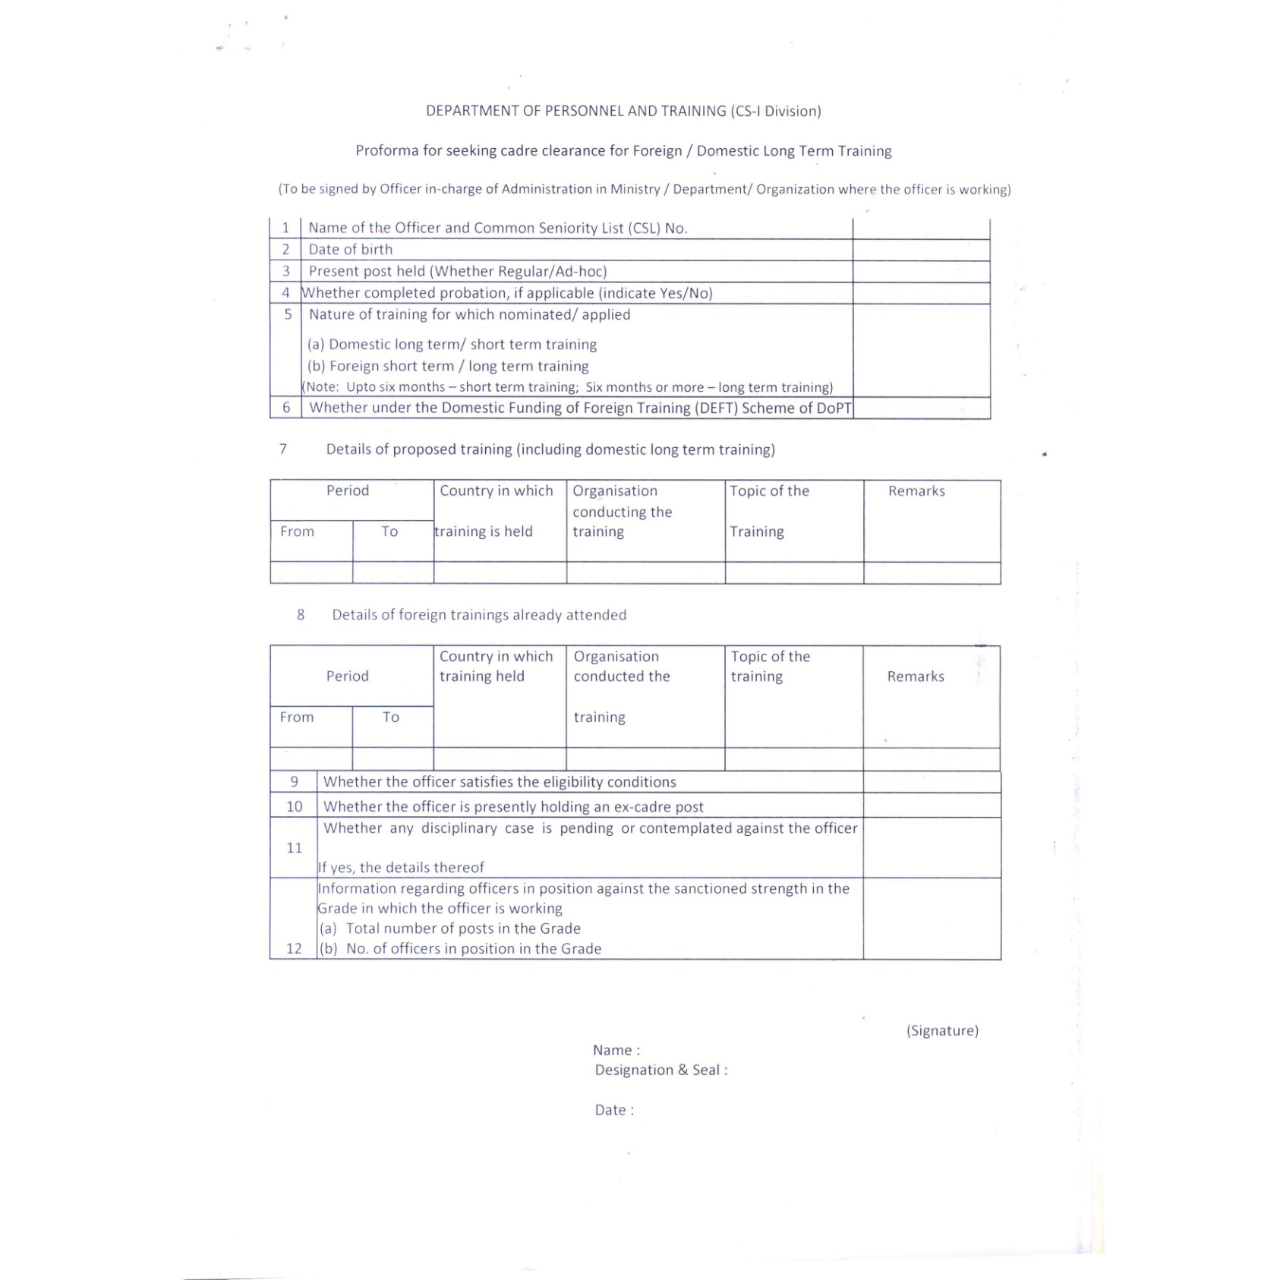 DEPARTMENT OF PERSONNEL AND TRAINING (CS-I Division)
Proforma for seeking cadre clearance for Foreign / Domestic Long Term Training
(To be signed by Officer in-charge of Administration in Ministry / Department/ Organization where the officer is working)
1 Name of the Officer and Common Seniority List (CSL) No.
2 Date of birth
3 Present post held (Whether Regular/Ad-hoc)
4 Whether completed probation, if applicable (indicate Yes/No)
5 Nature of training for which nominated/ applied
(a) Domestic long term/ short term training
(b) Foreign short term / long term training
(Note: Upto six months – short term training; Six months or more – long term training)
6 Whether under the Domestic Funding of Foreign Training (DEFT) Scheme of DoPT
7 Details of proposed training (including domestic long term training)
Period Country in which Organisation Topic of the Remarks
conducting the
From To training is held training Training
8 Details of foreign trainings already attended
Country in which Organisation Topic of the
Period training held conducted the training Remarks
From To training
9 Whether the officer satisfies the eligibility conditions
10 Whether the officer is presently holding an ex-cadre post
Whether any disciplinary case is pending or contemplated against the officer
11
If yes, the details thereof
Information regarding officers in position against the sanctioned strength in the
Grade in which the officer is working
(a) Total number of posts in the Grade
12 (b) No. of officers in position in the Grade
(Signature)
Name :
Designation & Seal :
Date :